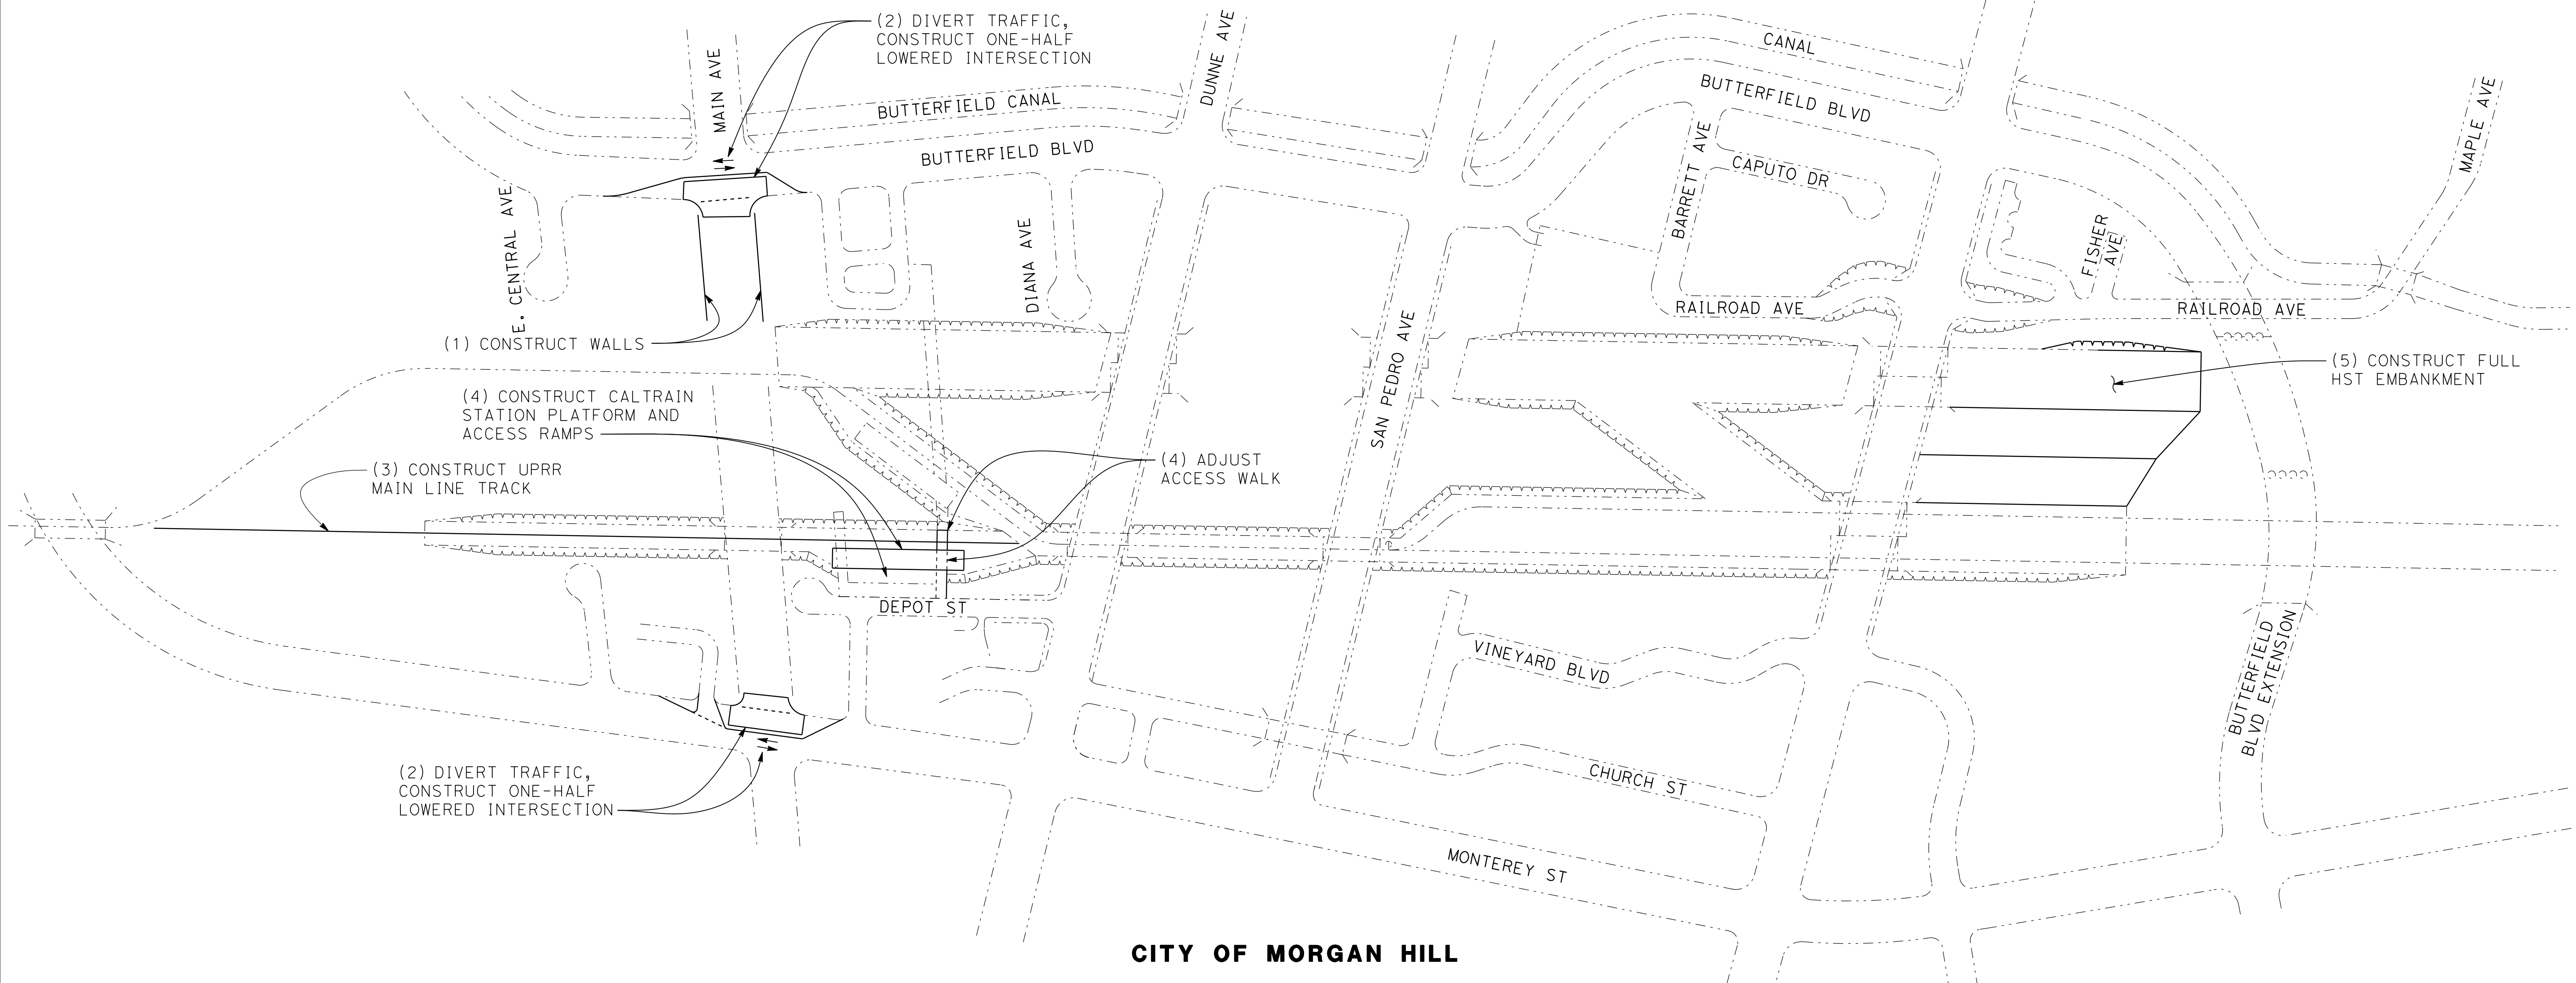 (2) DIVERT TRAFFIC,
CONSTRUCT ONE-HALF
LOWERED INTERSECTION
MAIN AVE
DUNNE AVE
CANAL
BUTTERFIELD CANAL
BUTTERFIELD BLVD
BUTTERFIELD BLVD
MAPLE AVE
BARRETT AVE
CAPUTO DR
E. CENTRAL AVE
DIANA AVE
FISHER
AVE
RAILROAD AVE
RAILROAD AVE
(1) CONSTRUCT WALLS
SAN PEDRO AVE
(5) CONSTRUCT FULL
HST EMBANKMENT
(4) CONSTRUCT CALTRAIN
STATION PLATFORM AND
ACCESS RAMPS
(3) CONSTRUCT UPRR
MAIN LINE TRACK
(4) ADJUST
ACCESS WALK
DEPOT ST
VINEYARD BLVD
BUTTERFIELD
BLVD EXTENSION
(2) DIVERT TRAFFIC,
CONSTRUCT ONE-HALF
LOWERED INTERSECTION
CHURCH ST
MONTEREY ST
CITY OF MORGAN HILL